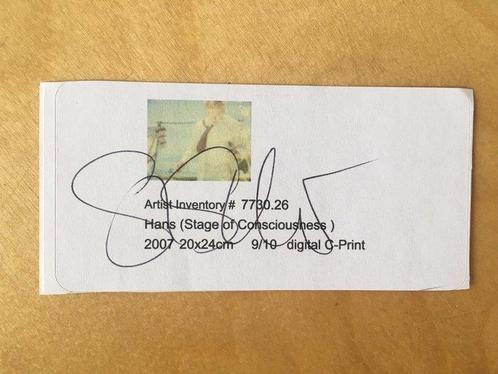 Artist Inventory # 7730.26
Hans (Stage of Consciousness )
2007 20x24cm 9/10 digital C-Print